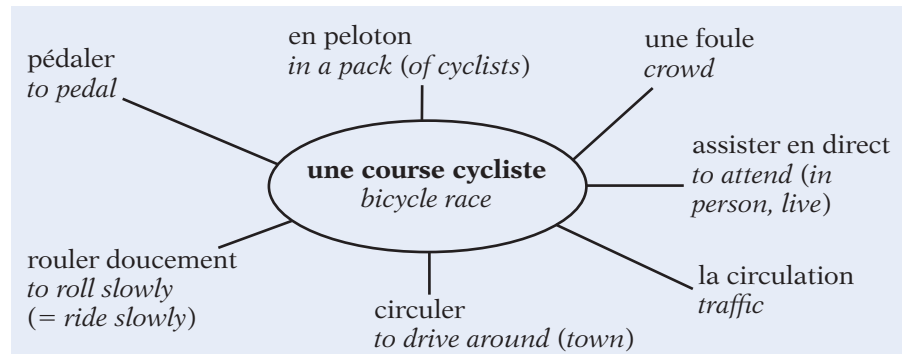 pédaler
to pedal
en peloton
in a pack (of cyclists)
une foule
crowd
assister en direct
to attend (in
person, live)
une course cycliste
bicycle race
rouler doucement
to roll slowly
(= ride slowly)
circuler
to drive around (town)
la circulation
traffic